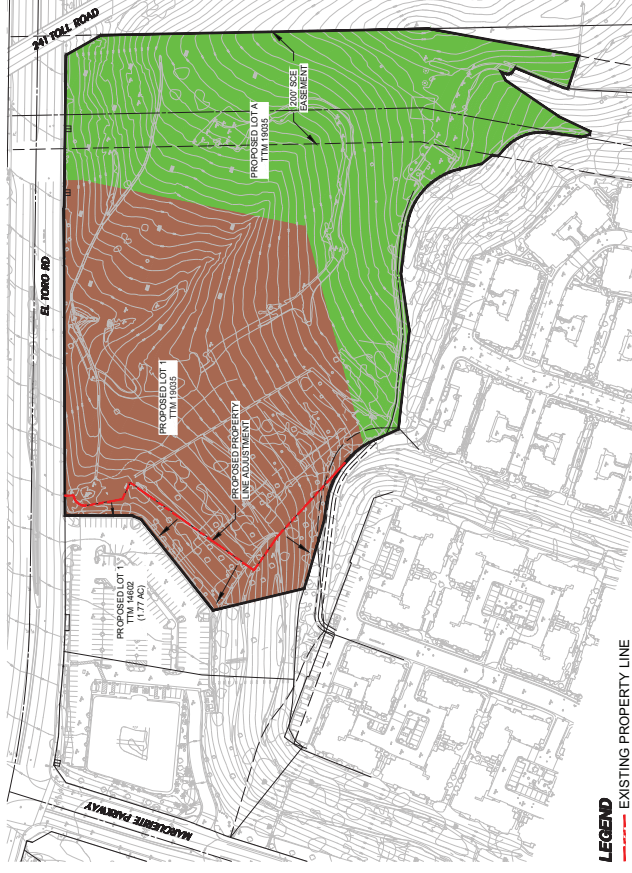 241 TOLL ROAD
EL TORO RD
200' SCE
EASEMENT
PROPOSED LOT A
TTM 19035
PROPOSED LOT 1
TTM 19035
PROPOSED PROPERTY
LINE ADJUSTMENT
PROPOSED LOT 1
TTM 14602
(1.77 AC)
MARGUERITE PARKWAY
LEGEND
EXISTING PROPERTY LINE